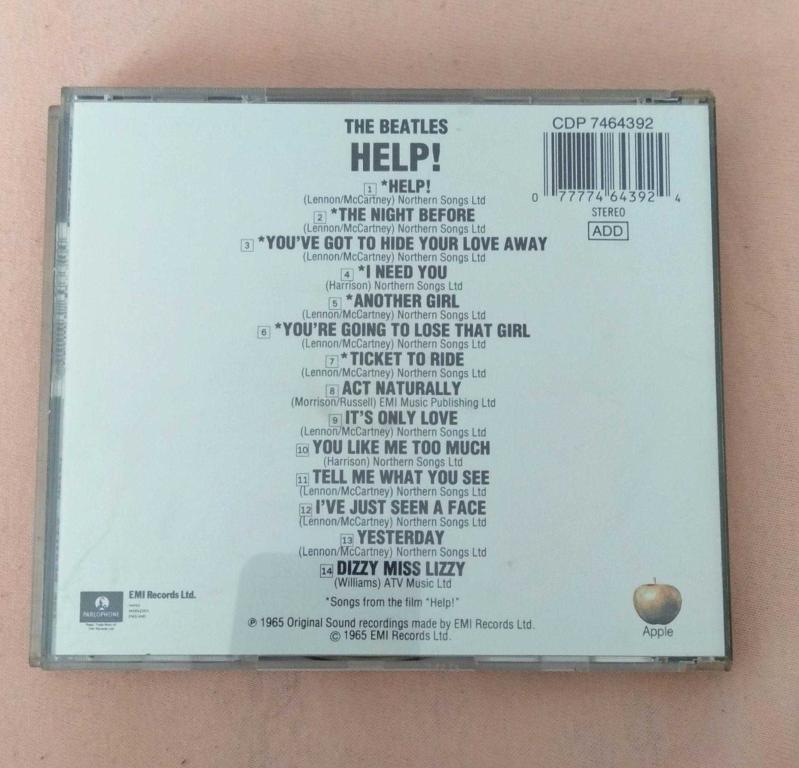 THE BEATLES
HELP!
1 *HELP!
(Lennon/McCartney) Northern Songs Ltd
2 *THE NIGHT BEFORE
(Lennon/McCartney) Northern Songs Ltd
3 *YOU'VE GOT TO HIDE YOUR LOVE AWAY
(Lennon/McCartney) Northern Songs Ltd
4 *I NEED YOU
(Harrison) Northern Songs Ltd
5 *ANOTHER GIRL
(Lennon/McCartney) Northern Songs Ltd
6 *YOU'RE GOING TO LOSE THAT GIRL
(Lennon/McCartney) Northern Songs Ltd
7 *TICKET TO RIDE
(Lennon/McCartney) Northern Songs Ltd
8 ACT NATURALLY
(Morrison/Russell) EMI Music Publishing Ltd
9 IT'S ONLY LOVE
(Lennon/McCartney) Northern Songs Ltd
10 YOU LIKE ME TOO MUCH
(Harrison) Northern Songs Ltd
11 TELL ME WHAT YOU SEE
(Lennon/McCartney) Northern Songs Ltd
12 I'VE JUST SEEN A FACE
(Lennon/McCartney) Northern Songs Ltd
13 YESTERDAY
(Lennon/McCartney) Northern Songs Ltd
14 DIZZY MISS LIZZY
(Williams) ATV Music Ltd
*Songs from the film "Help!"
℗ 1965 Original Sound recordings made by EMI Records Ltd.
© 1965 EMI Records Ltd.
CDP 7464392
0 77774 64392 4
STEREO
ADD
EMI Records Ltd.
PARLOPHONE
Apple